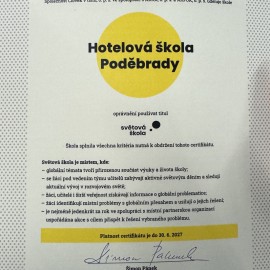 Hotelová škola
Poděbrady
oprávnění používat titul
světová
škola
Škola splnila všechna kritéria nutná k obdržení tohoto certifikátu.
Světová škola je místem, kde:
- globální témata tvoří přirozenou součást výuky a života školy;
- se žáci pod vedením týmu učitelů zabývají aktivně světovým děním a sledují
aktuální vývoj v rozvojovém světě;
- žáci, učitelé i širší veřejnost získávají informace o globální problematice;
- žáci identifikují místní problémy s globálním přesahem a usilují o jejich řešení;
- je nejméně jedenkrát za rok ve spolupráci s místní partnerskou organizací
uspořádána akce s cílem přispět k řešení vybraného problému.
Platnost certifikátu je do 30. 6. 2027
Šimon Pánek